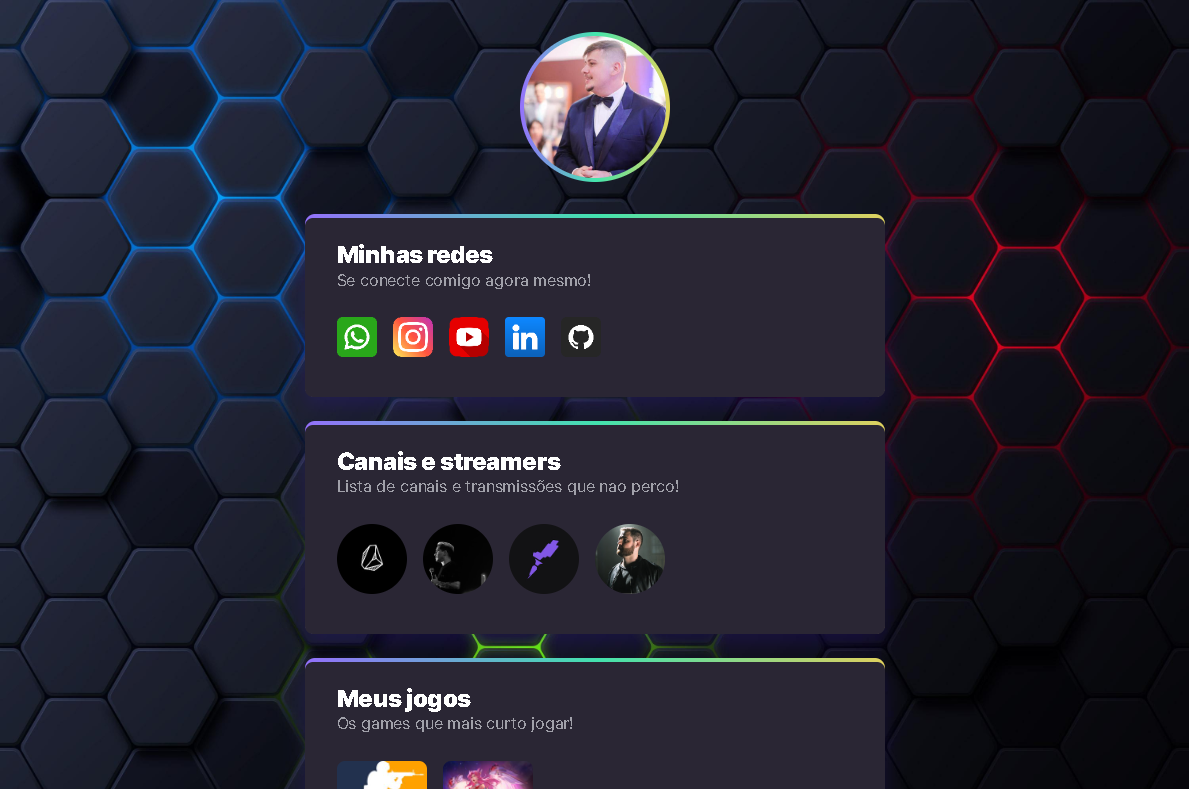 Minhas redes
Se conecte comigo agora mesmo!
in
Canais e streamers
Lista de canais e transmissões que nao perco!
Meus jogos
Os games que mais curto jogar!